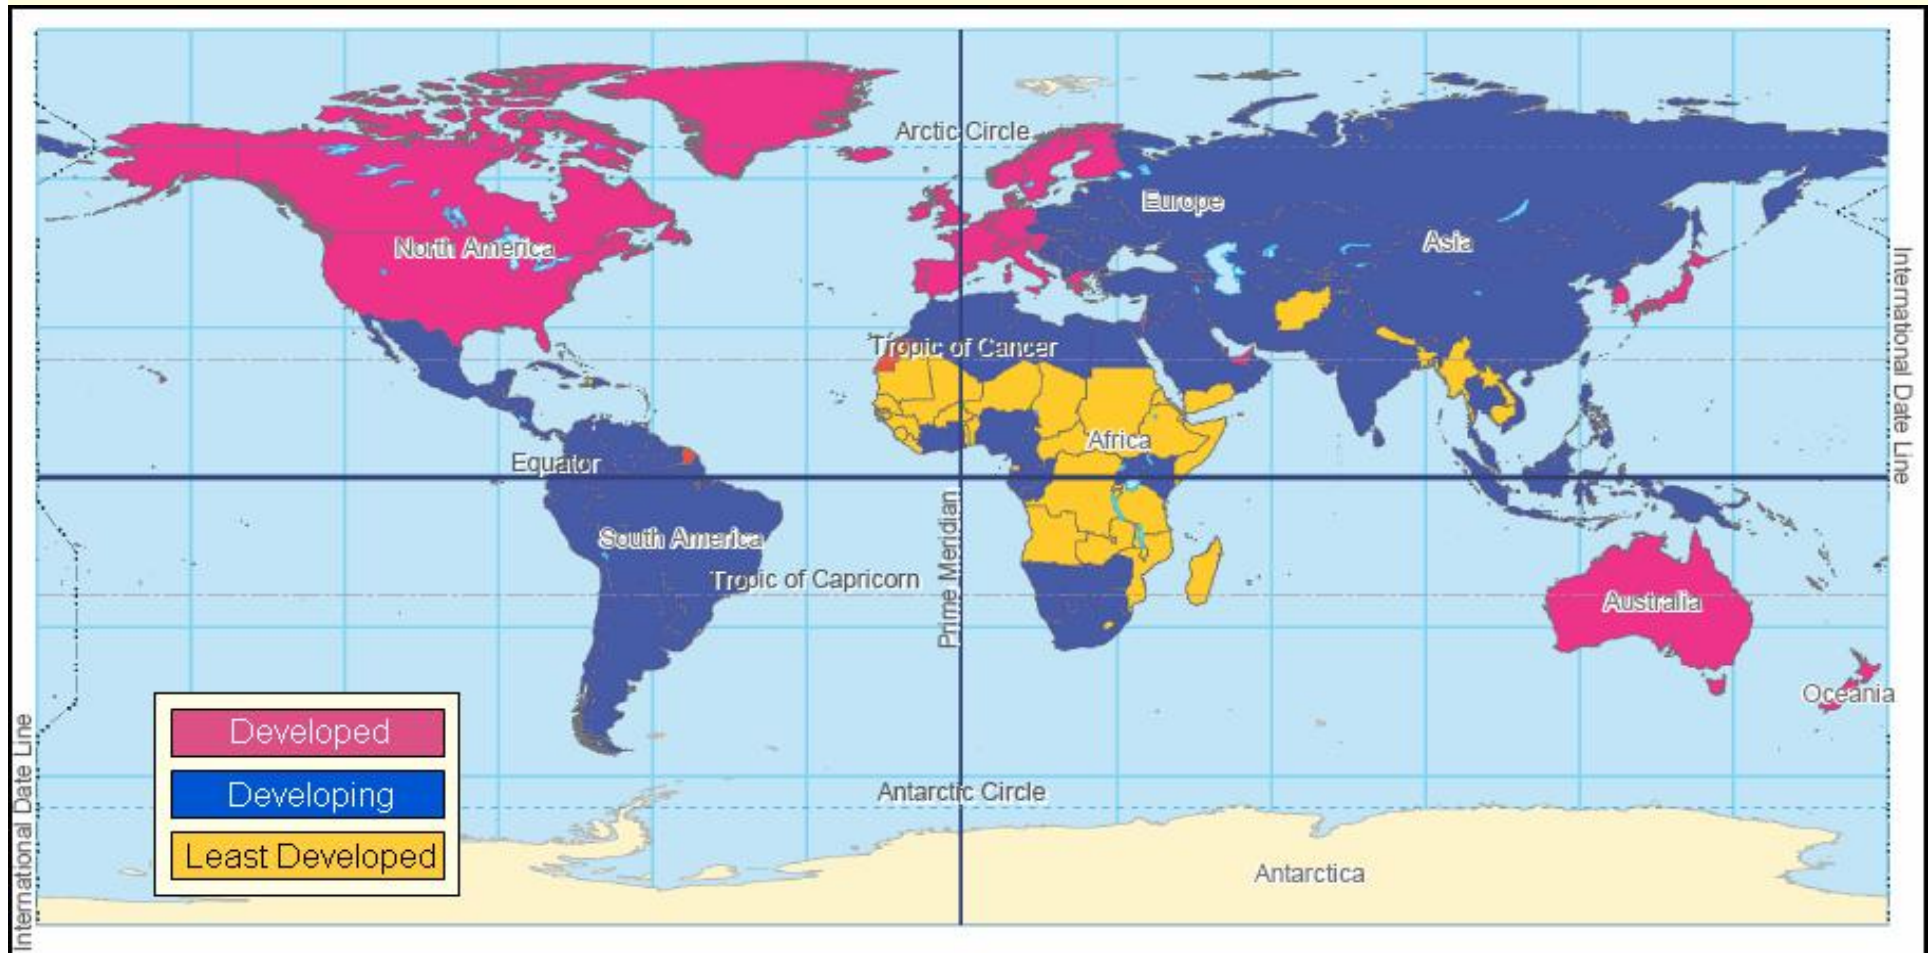 Arctic Circle
Europe
North America
Asia
International Date Line
Tropic of Cancer
Africa
Equator
Prime Meridian
South America
Tropic of Capricorn
Australia
Oceania
International Date Line
Developed
Developing
Least Developed
Antarctic Circle
Antarctica